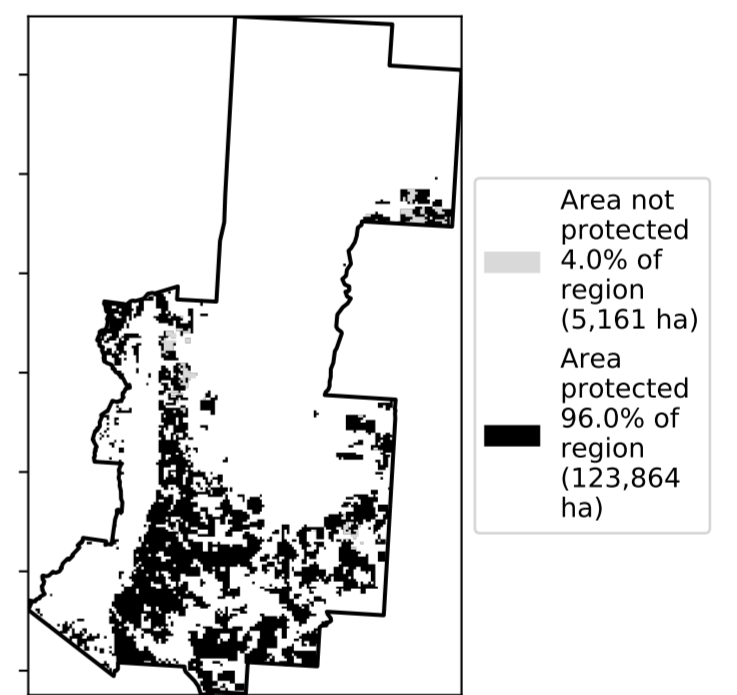 Area not
protected
4.0% of
region
(5,161 ha)
Area
protected
96.0% of
region
(123,864
ha)